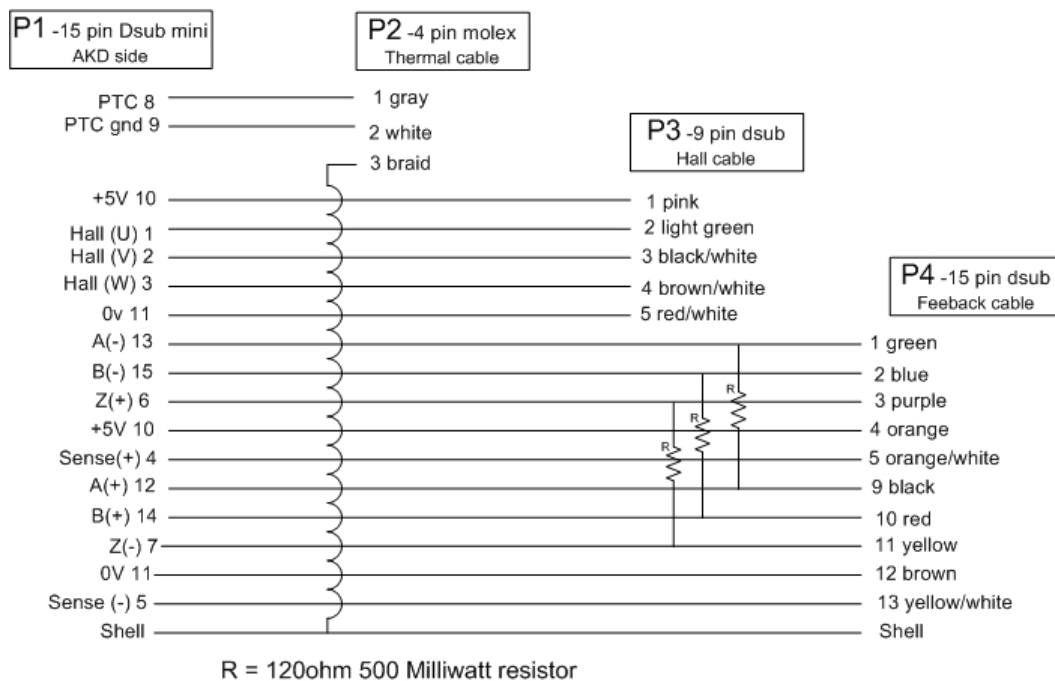 P1 -15 pin Dsub mini
AKD side
P2 -4 pin molex
Thermal cable
PTC 8
1 gray
PTC gnd 9
2 white
P3 -9 pin dsub
Hall cable
3 braid
+5V 10
1 pink
Hall (U) 1
2 light green
Hall (V) 2
3 black/white
P4 -15 pin dsub
Feeback cable
Hall (W) 3
4 brown/white
0v 11
5 red/white
A(-) 13
1 green
B(-) 15
2 blue
R
Z(+) 6
3 purple
R
+5V 10
4 orange
R
Sense(+) 4
5 orange/white
A(+) 12
9 black
B(+) 14
10 red
Z(-) 7
11 yellow
0V 11
12 brown
Sense (-) 5
13 yellow/white
Shell
Shell
R = 120ohm 500 Milliwatt resistor